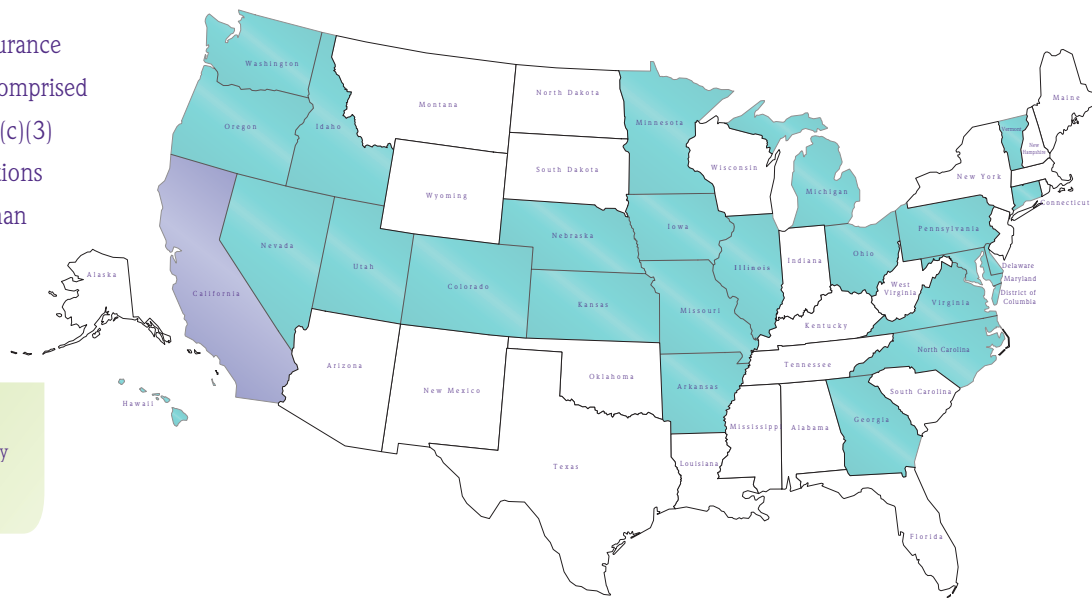 urance
omprised
(c)(3)
tions
nan
y
Washington
Oregon
Idaho
Montana
North Dakota
South Dakota
Minnesota
Wisconsin
Michigan
Wyoming
Nebraska
Iowa
Nevada
Utah
Colorado
Kansas
Missouri
Illinois
Indiana
Ohio
Pennsylvania
New York
Vermont
New
Hampshire
Maine
Connecticut
Delaware
Maryland
District of
Columbia
West
Virginia
Virginia
Kentucky
Tennessee
North Carolina
South Carolina
Georgia
Alabama
Mississippi
Arkansas
Louisiana
Oklahoma
Texas
New Mexico
Arizona
California
Alaska
Hawaii
Florida